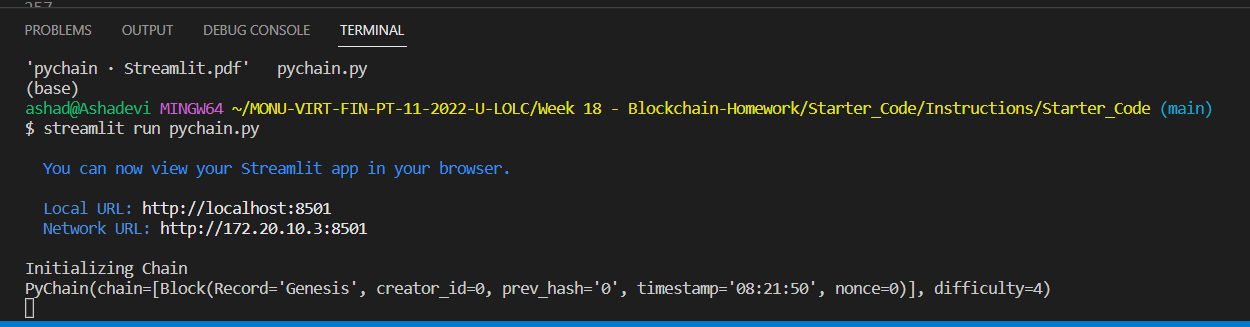 PROBLEMS OUTPUT DEBUG CONSOLE TERMINAL
'pychain · Streamlit.pdf'   pychain.py
(base)
ashad@Ashadevi MINGW64 ~/MONU-VIRT-FIN-PT-11-2022-U-LOLC/Week 18 - Blockchain-Homework/Starter_Code/Instructions/Starter_Code (main)
$ streamlit run pychain.py
You can now view your Streamlit app in your browser.
Local URL: http://localhost:8501
Network URL: http://172.20.10.3:8501
Initializing Chain
PyChain(chain=[Block(Record='Genesis', creator_id=0, prev_hash='0', timestamp='08:21:50', nonce=0)], difficulty=4)